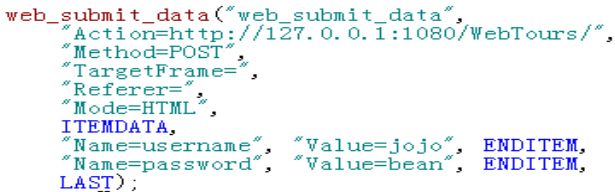 web_submit_data("web_submit_data",
"Action=http://127.0.0.1:1080/WebTours/",
"Method=POST",
"TargetFrame=",
"Referer=",
"Mode=HTML",
ITEMDATA,
"Name=username", "Value=jojo", ENDITEM,
"Name=password", "Value=bean", ENDITEM,
LAST);